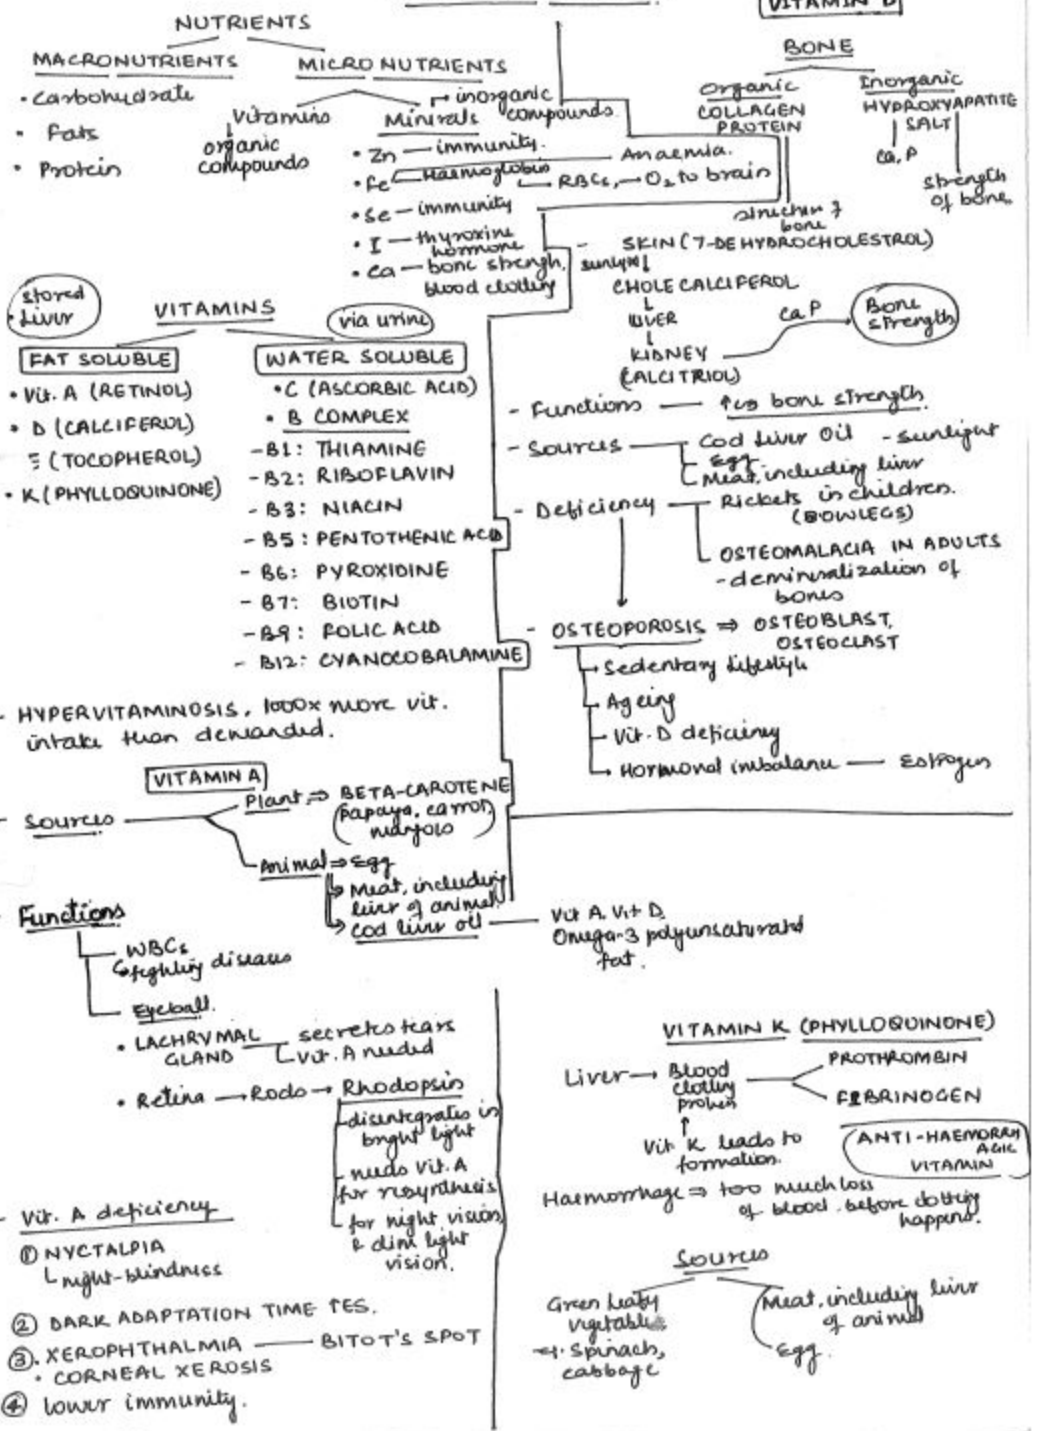 NUTRIENTS
MACRONUTRIENTS
• Carbohydrate
• Fats
• Protein
MICRO NUTRIENTS
Vitamins
organic
compounds
Minirals
inorganic
compounds.
• Zn — immunity.
• Fe Haemoglobin Anaemia.
RBCs, → O2 to brain
• Se — immunity
• I — thyroxine
hormone
• Ca — bone strengh,
blood clotting
stored
• Liver
VITAMINS
via urine
FAT SOLUBLE
• Vit. A (RETINOL)
• D (CALCIFEROL)
E (TOCOPHEROL)
• K (PHYLLOQUINONE)
WATER SOLUBLE
• C (ASCORBIC ACID)
• B COMPLEX
- B1: THIAMINE
- B2: RIBOFLAVIN
- B3: NIACIN
- B5: PENTOTHENIC ACID
- B6: PYROXIDINE
- B7: BIOTIN
- B9: FOLIC ACID
- B12: CYANOCOBALAMINE
- HYPERVITAMINOSIS, 1000x more vit.
intake than demanded.
VITAMIN A
- Sources
Plant ⇒ BETA-CAROTENE
(papaya, carrot,
mangoes)
Animal ⇒ Egg
→ Meat, including
liver of animal.
→ Cod liver oil — Vit A, Vit D,
Omega-3 polyunsaturated
fat.
- Functions
WBCs
↳ fighting diseases
Eyeball.
• LACHRYMAL
GLAND
secretes tears
Vit. A needed
• Retina → Rods → Rhodopsin
- disintegrates in
bright light
- needs Vit. A
for resynthesis
- for night vision
& dim light
vision.
- Vit. A deficiency
① NYCTALPIA
night-blindness
② DARK ADAPTATION TIME ↑ES.
③. XEROPHTHALMIA — BITOT'S SPOT
• CORNEAL XEROSIS
④ lower immunity.
VITAMIN D
BONE
Organic
COLLAGEN
PROTEIN
structure of
bone
Inorganic
HYDROXYAPATITE
SALT
Ca, P
strength
of bone.
- SKIN (7-DEHYDROCHOLESTROL)
sunlight ↓
CHOLECALCIFEROL
↓
LIVER
↓
KIDNEY
(CALCITRIOL)
Ca P
Bone
strength
- Functions — ↑es bone strength.
- Sources — Cod Liver Oil - sunlight
Egg
Meat, including liver
- Deficiency — Rickets in children.
(BOWLEGS)
OSTEOMALACIA IN ADULTS
- demineralization of
bones
- OSTEOPOROSIS ⇒ OSTEOBLAST,
OSTEOCLAST
→ Sedentary lifestyle
- Ageing
- Vit. D deficiency
→ Hormonal imbalance — Estrogen
VITAMIN K (PHYLLOQUINONE)
Liver → Blood
clotting
protein
PROTHROMBIN
FIBRINOGEN
↑
Vit K leads to
formation.
ANTI-HAEMORRH
AGIC
VITAMIN
Haemorrhage ⇒ too much loss
of blood before clotting
happens.
Sources
Green leafy
vegetables
eg. Spinach,
cabbage
Meat, including liver
of animal
Egg.